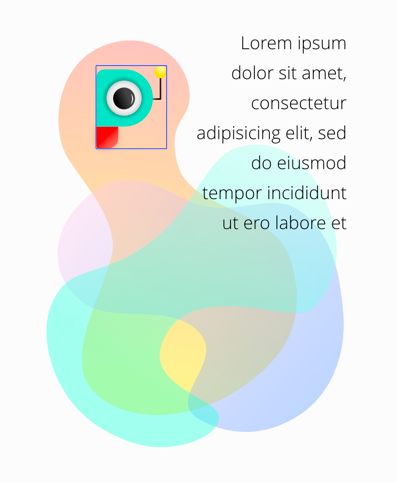 Lorem ipsum
dolor sit amet,
consectetur
adipisicing elit, sed
do eiusmod
tempor incididunt
ut ero labore et